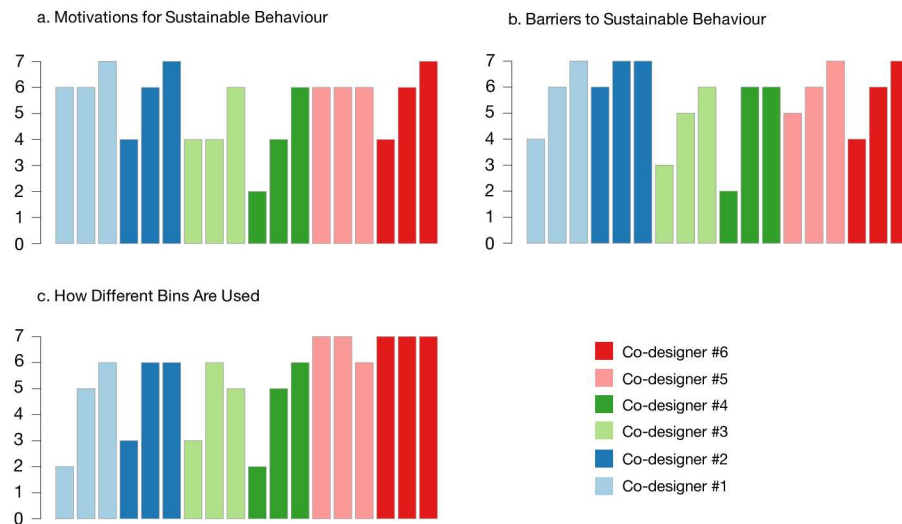 a. Motivations for Sustainable Behaviour
7
6
5
4
3
2
1
0
b. Barriers to Sustainable Behaviour
7
6
5
4
3
2
1
0
c. How Different Bins Are Used
7
6
5
4
3
2
1
0
Co-designer #6
Co-designer #5
Co-designer #4
Co-designer #3
Co-designer #2
Co-designer #1